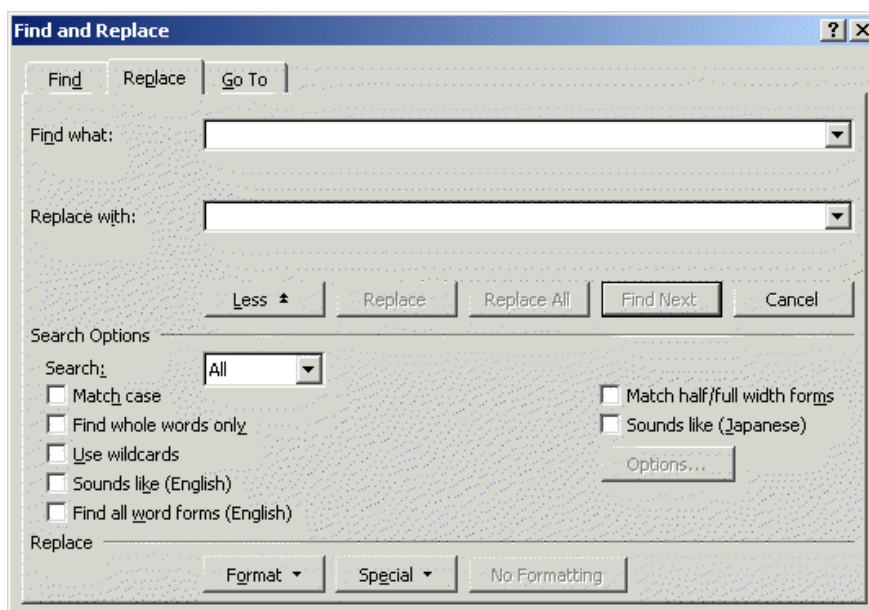 Find and Replace
Find Replace Go To
Find what:
Replace with:
Less Replace Replace All Find Next Cancel
Search Options
Search: All
Match case Match half/full width forms
Find whole words only Sounds like (Japanese)
Use wildcards Options...
Sounds like (English)
Find all word forms (English)
Replace
Format Special No Formatting